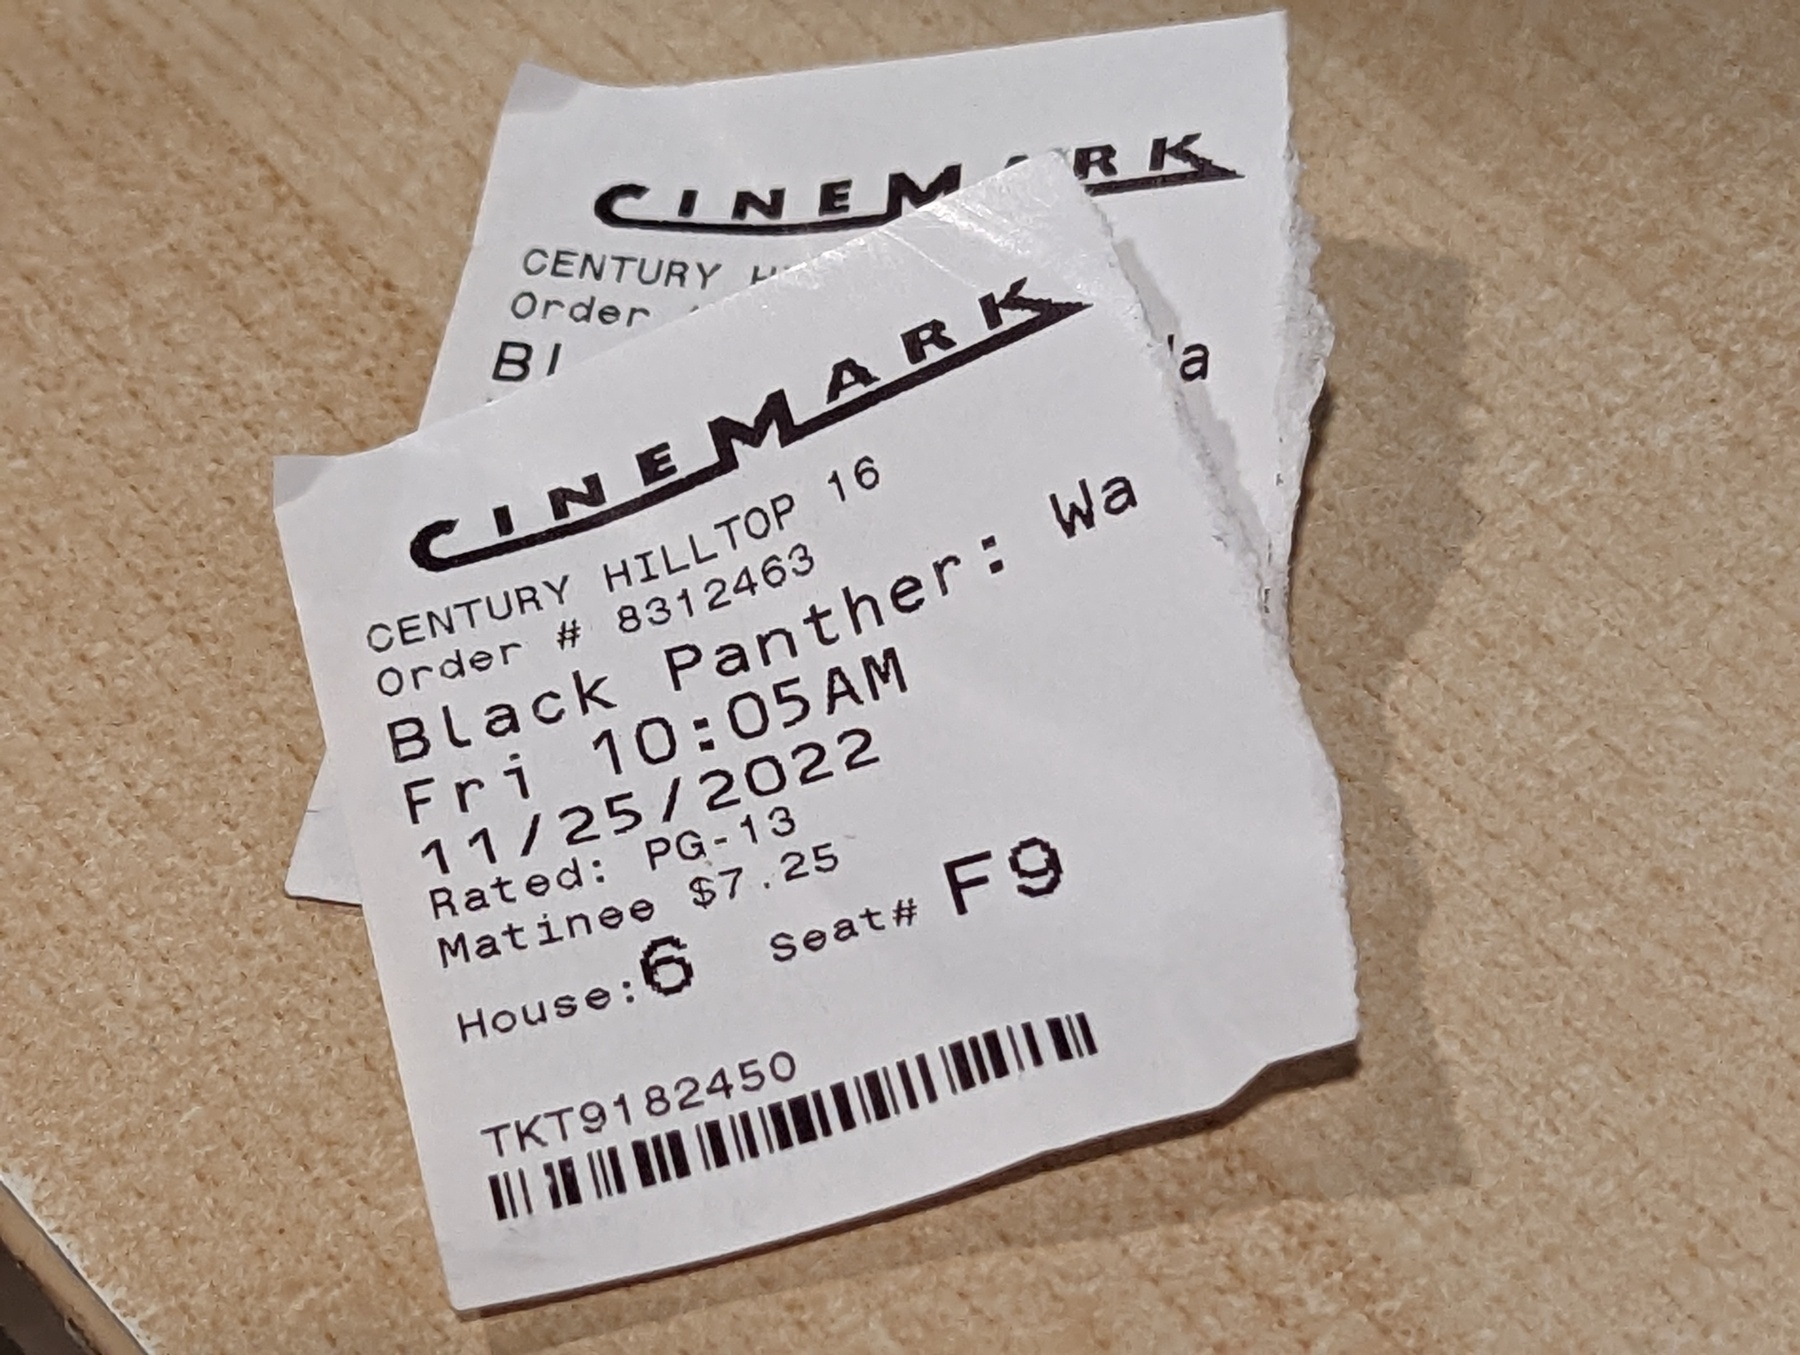 CINEMARK
CENTURY
Order
CINEMARK
CENTURY HILLTOP 16
Order # 8312463
Black Panther: Wa
Fri 10:05AM
11/25/2022
Rated: PG-13
Matinee $7.25
House:6 Seat# F9
TKT9182450